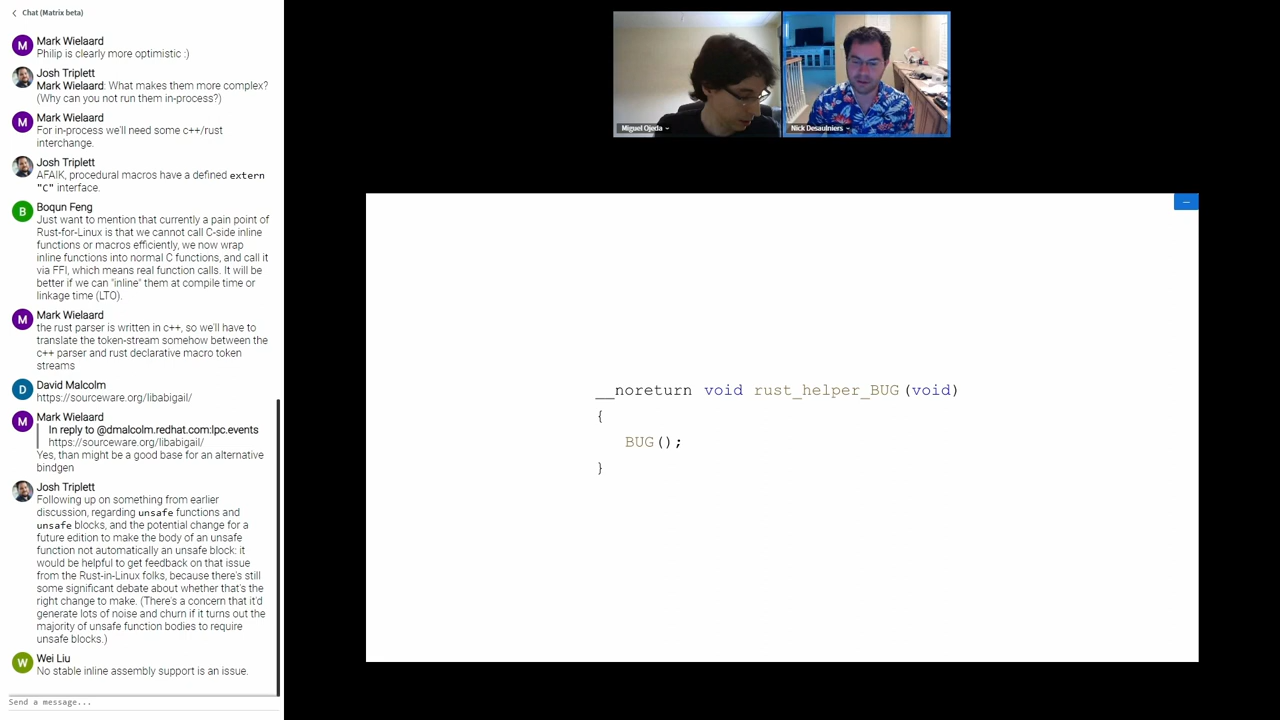 Chat (Matrix beta)
Mark Wielaard
Philip is clearly more optimistic :)
Josh Triplett
Mark Wielaard: What makes them more complex?
(Why can you not run them in-process?)
Mark Wielaard
For in-process we'll need some c++/rust
interchange.
Josh Triplett
AFAIK, procedural macros have a defined extern
"C" interface.
Boqun Feng
Just want to mention that currently a pain point of
Rust-for-Linux is that we cannot call C-side inline
functions or macros efficiently, we now wrap
inline functions into normal C functions, and call it
via FFI, which means real function calls. It will be
better if we can "inline" them at compile time or
linkage time (LTO).
Mark Wielaard
the rust parser is written in c++, so we'll have to
translate the token-stream somehow between the
c++ parser and rust declarative macro token
streams
David Malcolm
https://sourceware.org/libabigail/
Mark Wielaard
In reply to @dmalcolm.redhat.com:lpc.events
https://sourceware.org/libabigail/
Yes, than might be a good base for an alternative
bindgen
Josh Triplett
Following up on something from earlier
discussion, regarding unsafe functions and
unsafe blocks, and the potential change for a
future edition to make the body of an unsafe
function not automatically an unsafe block: it
would be helpful to get feedback on that issue
from the Rust-in-Linux folks, because there's still
some significant debate about whether that's the
right change to make. (There's a concern that it'd
generate lots of noise and churn if it turns out the
majority of unsafe function bodies to require
unsafe blocks.)
Wei Liu
No stable inline assembly support is an issue.
Send a message...
Miguel Ojeda
Nick Desaulniers
__noreturn void rust_helper_BUG(void)
{
BUG();
}